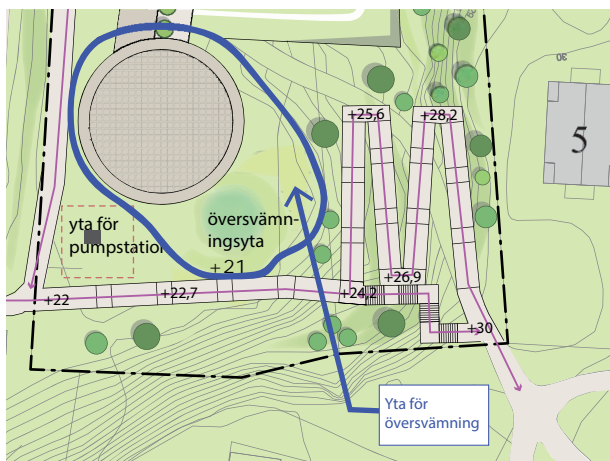 30
+25,6
+28,2
5
yta för
pumpstation
översvämn-
ingsyta
+21
+26,9
+22
+22,7
+24,2
+30
Yta för
översvämning